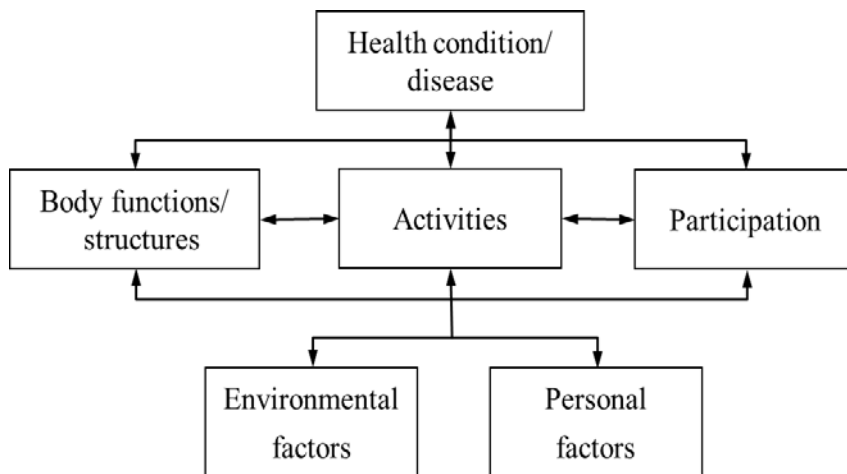 Health condition/
disease
Body functions/
structures
Activities
Participation
Environmental
factors
Personal
factors